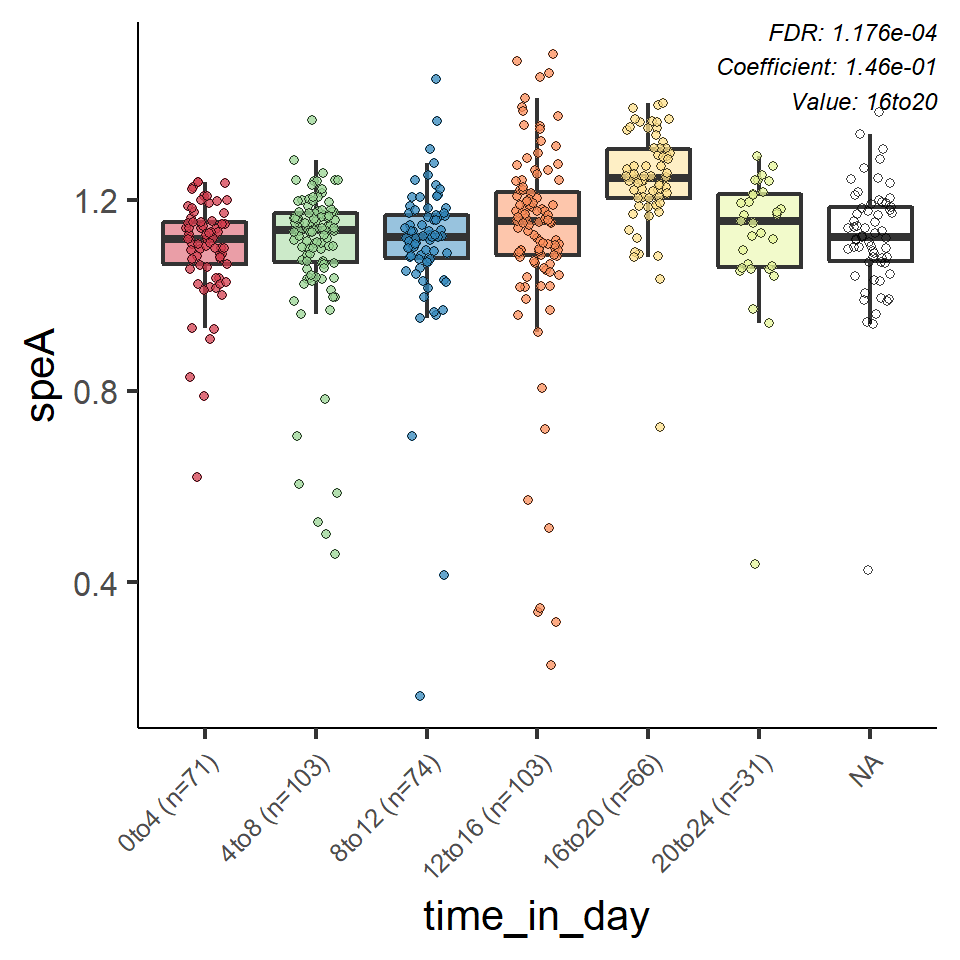 FDR: 1.176e-04
Coefficient: 1.46e-01
Value: 16to20
1.2
0.8
0.4
speA
0to4 (n=71)
4to8 (n=103)
8to12 (n=74)
12to16 (n=103)
16to20 (n=66)
20to24 (n=31)
NA
time_in_day